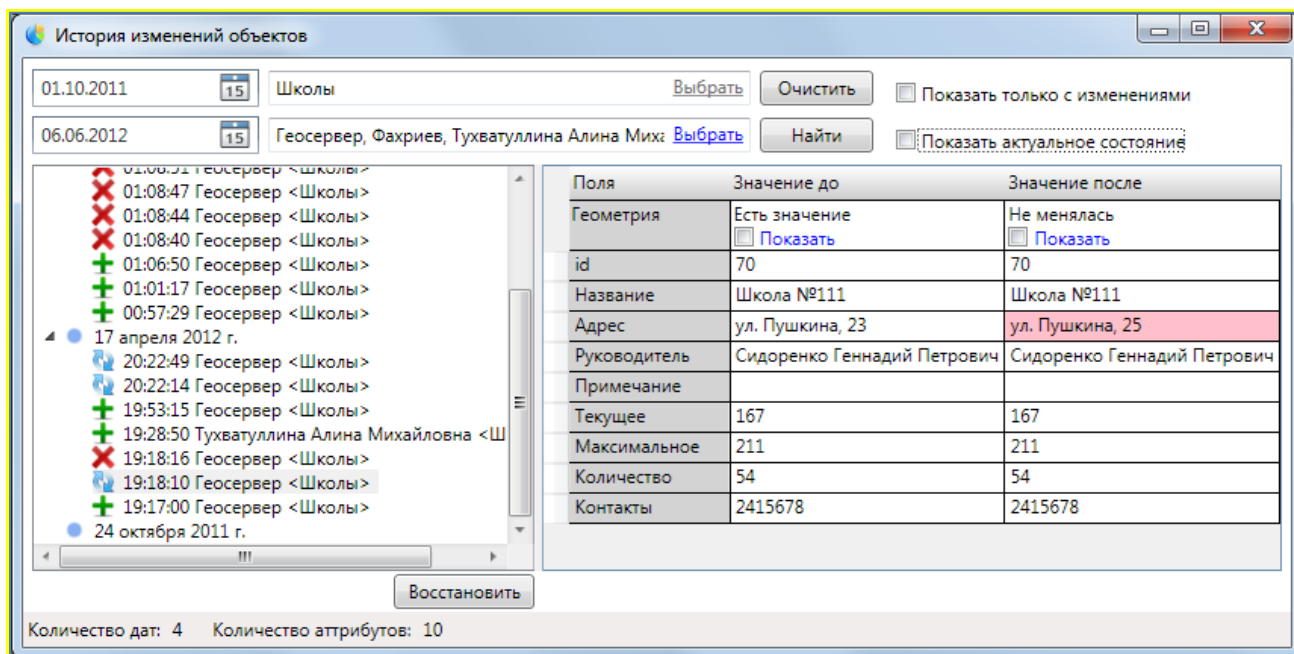 История изменений объектов
01.10.2011 15 Школы Выбрать Очистить Показать только с изменениями
06.06.2012 15 Геосервер, Фахриев, Тухватуллина Алина Миха Выбрать Найти Показать актуальное состояние
Геосервер <Школы>
01:08:47 Геосервер <Школы>
01:08:44 Геосервер <Школы>
01:08:40 Геосервер <Школы>
01:06:50 Геосервер <Школы>
01:01:17 Геосервер <Школы>
00:57:29 Геосервер <Школы>
17 апреля 2012 г.
20:22:49 Геосервер <Школы>
20:22:14 Геосервер <Школы>
19:53:15 Геосервер <Школы>
19:28:50 Тухватуллина Алина Михайловна <Ш
19:18:16 Геосервер <Школы>
19:18:10 Геосервер <Школы>
19:17:00 Геосервер <Школы>
24 октября 2011 г.
Восстановить
Поля Значение до Значение после
Геометрия Есть значение Не менялась
Показать Показать
id 70 70
Название Школа №111 Школа №111
Адрес ул. Пушкина, 23 ул. Пушкина, 25
Руководитель Сидоренко Геннадий Петрович Сидоренко Геннадий Петрович
Примечание
Текущее 167 167
Максимальное 211 211
Количество 54 54
Контакты 2415678 2415678
Количество дат: 4 Количество аттрибутов: 10